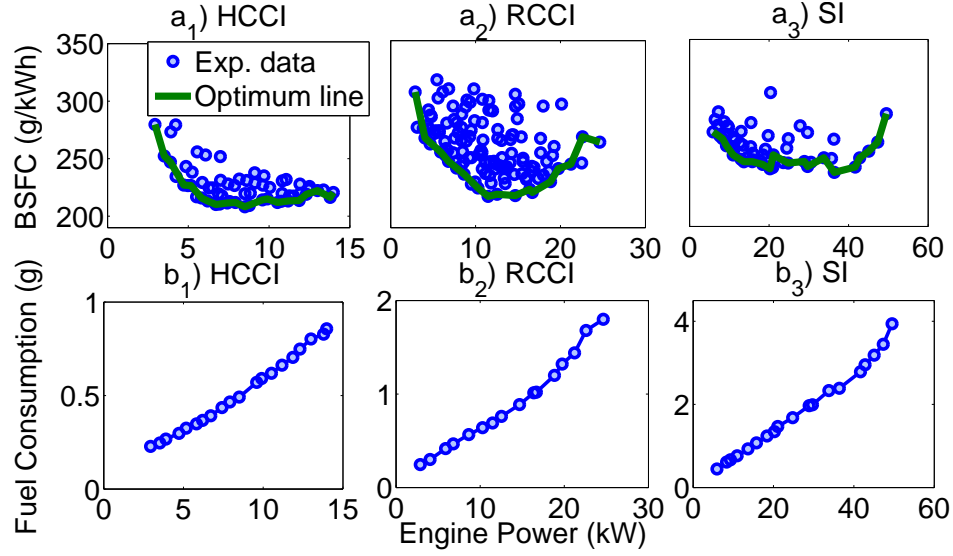 a1) HCCI
a2) RCCI
a3) SI
BSFC (g/kWh)
350
300
250
200
Exp. data
Optimum line
0 5 10 15
0 10 20 30
0 20 40 60
b1) HCCI
b2) RCCI
b3) SI
Fuel Consumption (g)
1
0.5
0
2
1
0
4
2
0
0 5 10 15
0 10 20 30
0 20 40 60
Engine Power (kW)